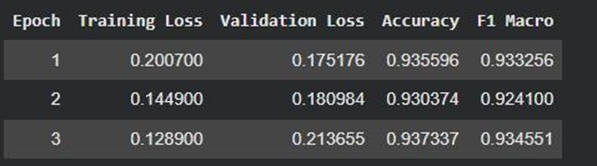 Epoch Training Loss Validation Loss Accuracy F1 Macro
1 0.200700 0.175176 0.935596 0.933256
2 0.144900 0.180984 0.930374 0.924100
3 0.128900 0.213655 0.937337 0.934551